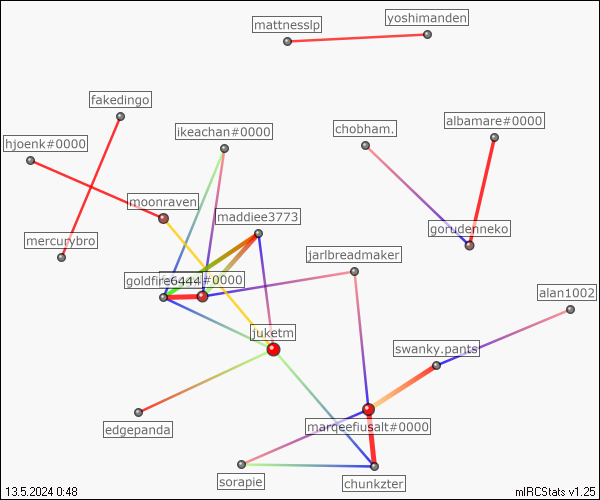 mattnesslp
yoshimanden
fakedingo
albamare#0000
ikeachan#0000
chobham.
hjoenk#0000
moonraven
maddiee3773
gorudenneko
mercurybro
jarlbreadmaker
goldfire6444
#0000
alan1002
juketm
swanky.pants
edgepanda
marqeefiusalt#0000
sorapie
chunkzter
13.5.2024 0:48
mIRCStats v1.25